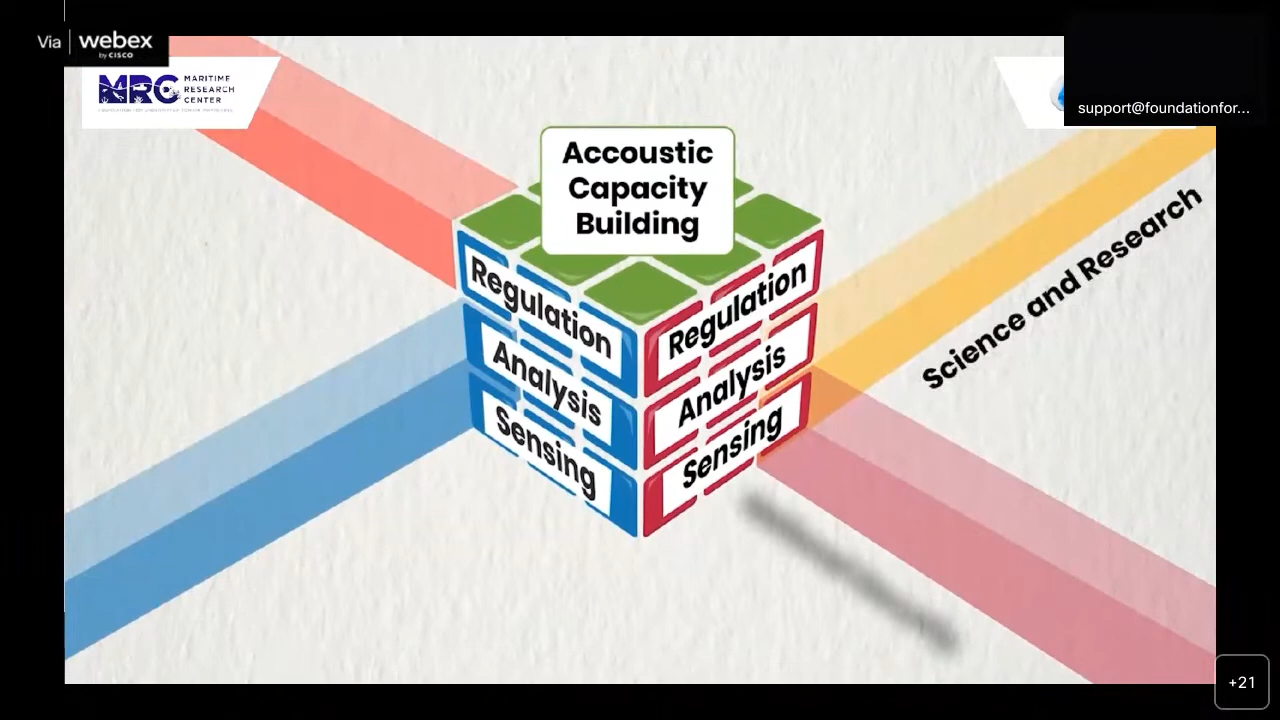 Via webex
by CISCO
MRC MARITIME
RESEARCH
CENTER
support@foundationfor...
Accoustic
Capacity
Building
Regulation
Analysis
Sensing
Regulation
Analysis
Sensing
Science and Research
+21